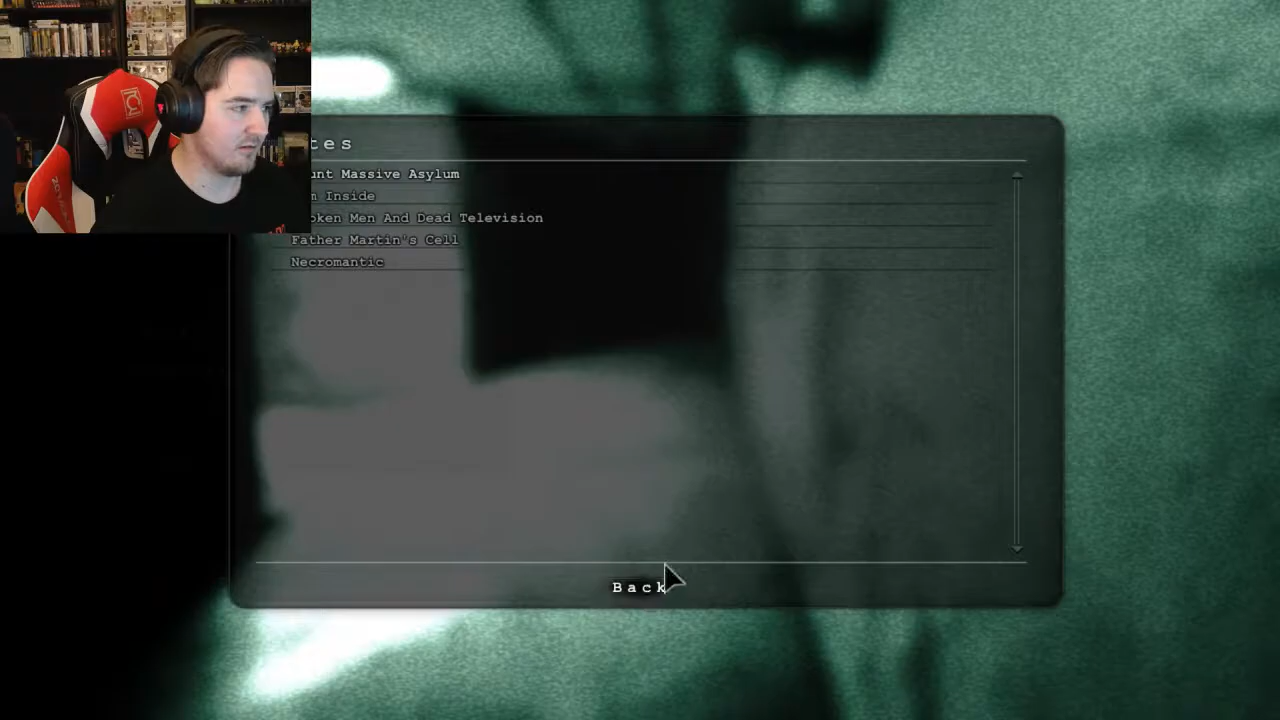 tes
unt Massive Asylum
m Inside
oken Men And Dead Television
Father Martin's Cell
Necromantic
Back